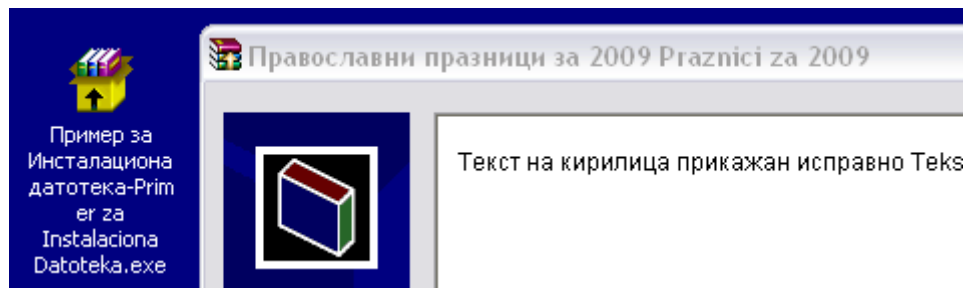 Православни празници за 2009 Praznici za 2009
Пример за
Инсталациона
датотека-Prim
er za
Instalaciona
Datoteka.exe
Текст на кирилица прикажан исправно Teks